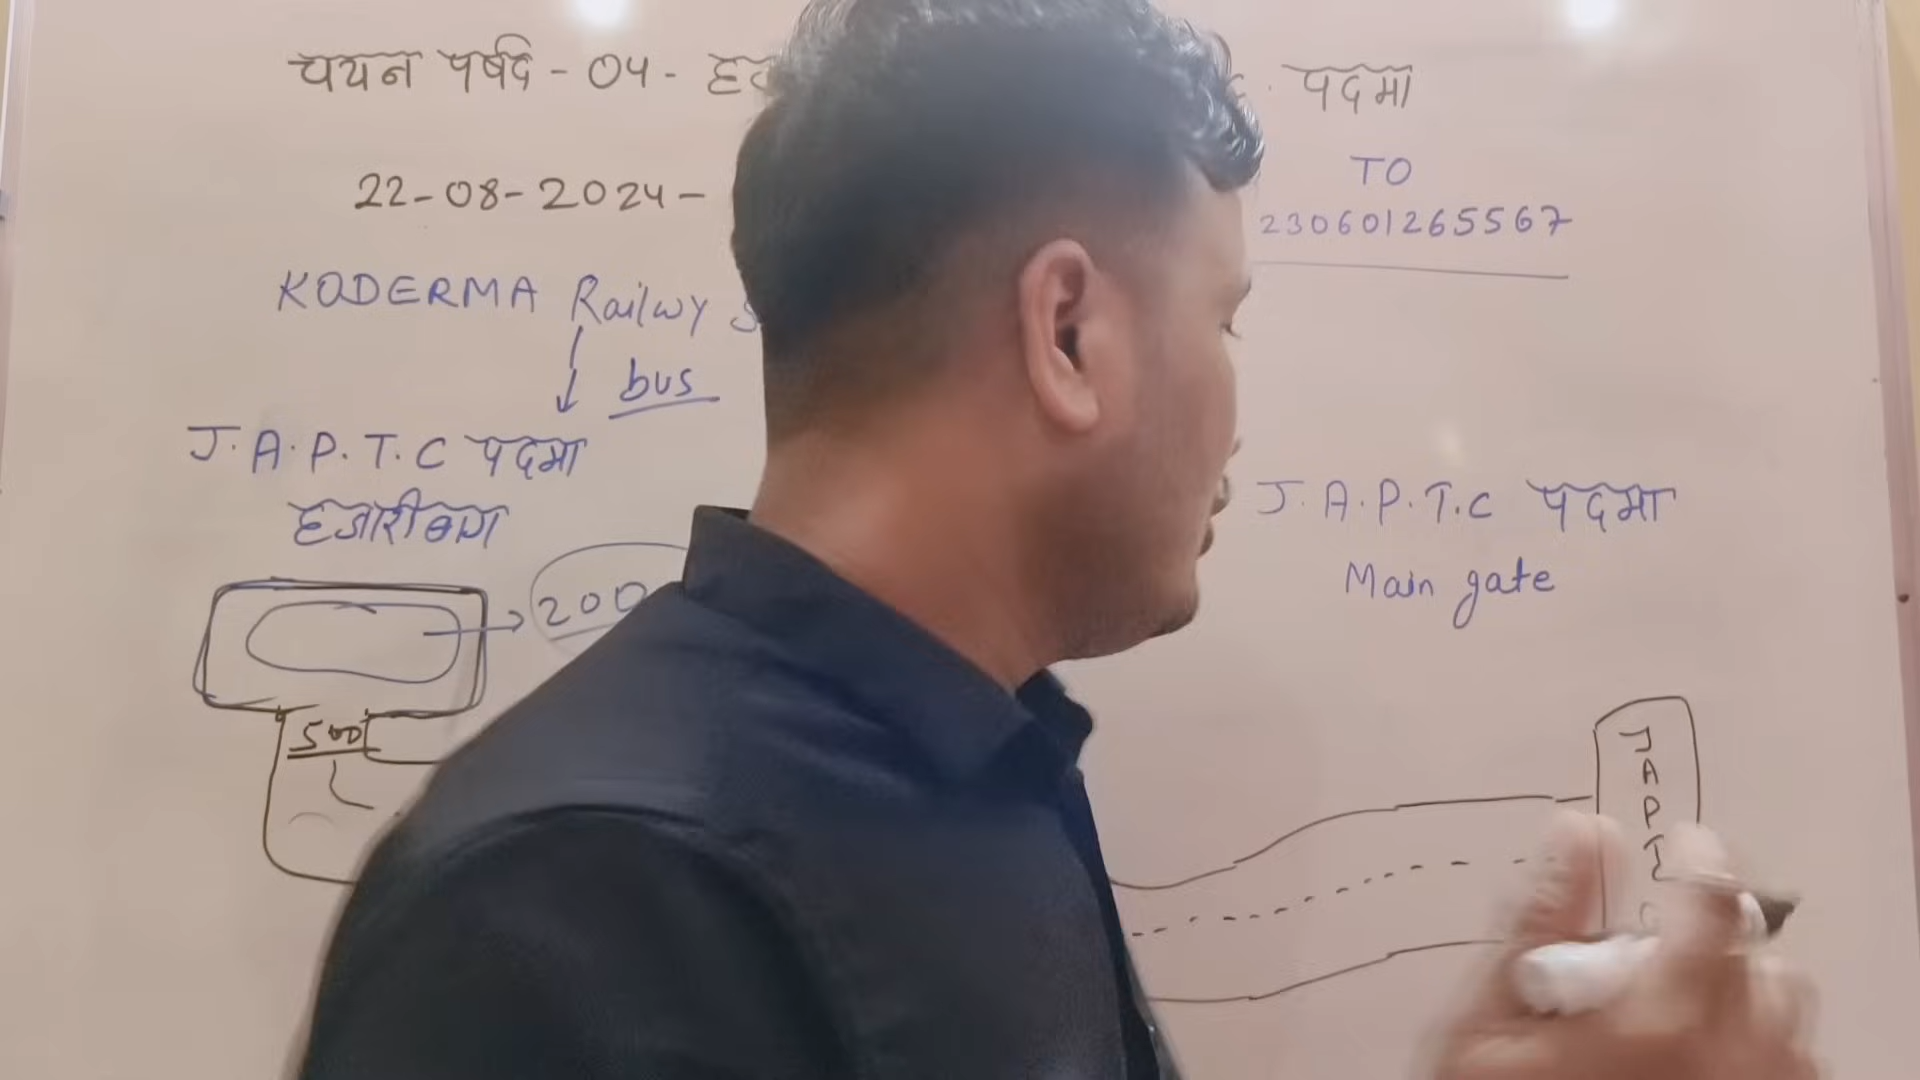 चयन पर्षद - 04 - ह
पदमा
22-08-2024-
TO
230601265567
KODERMA Railwy
bus
J.A.P.T.C पदमा
हजारीबाग
J.A.P.T.C पदमा
Main gate
200
500
JAPTC